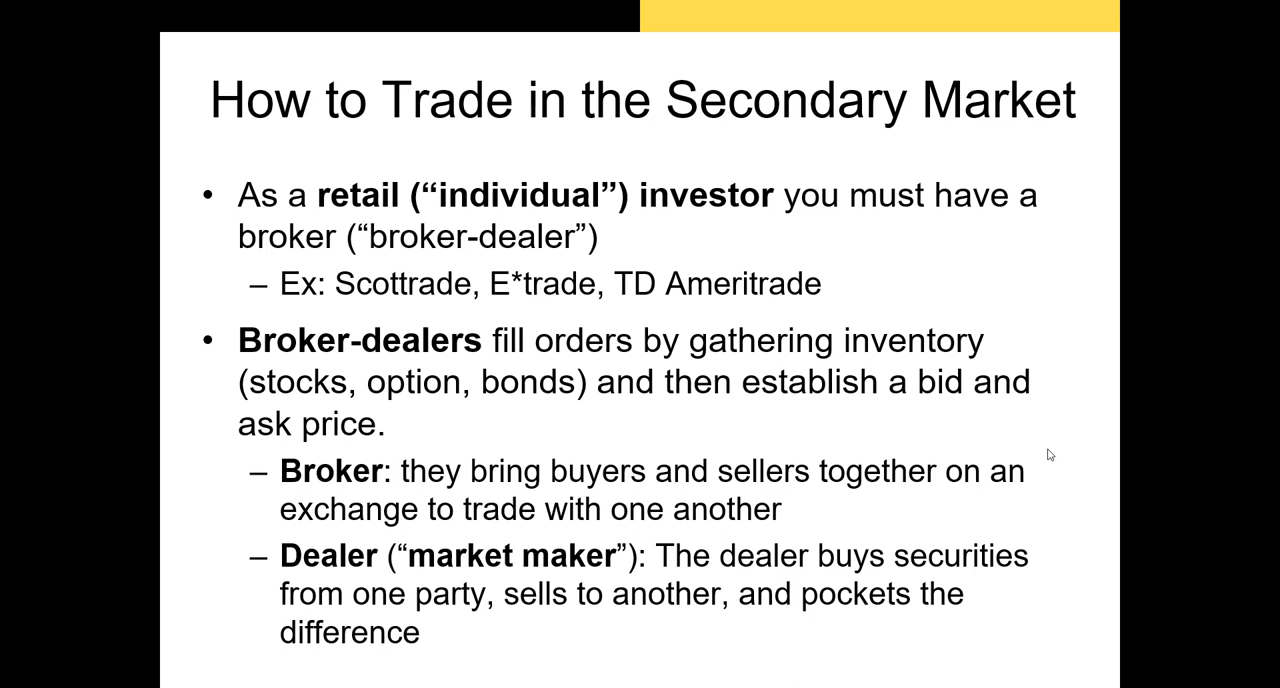 How to Trade in the Secondary Market
• As a retail (“individual”) investor you must have a
broker (“broker-dealer”)
– Ex: Scottrade, E*trade, TD Ameritrade
• Broker-dealers fill orders by gathering inventory
(stocks, option, bonds) and then establish a bid and
ask price.
– Broker: they bring buyers and sellers together on an
exchange to trade with one another
– Dealer (“market maker”): The dealer buys securities
from one party, sells to another, and pockets the
difference